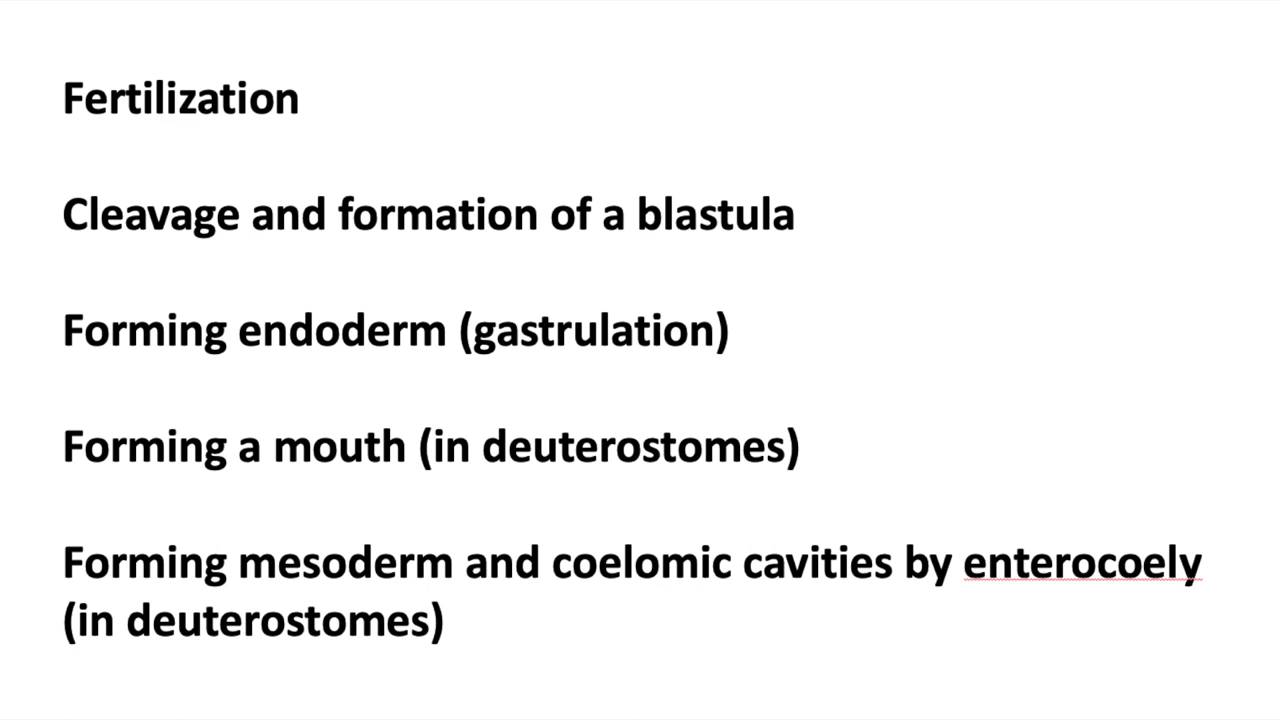 Fertilization
Cleavage and formation of a blastula
Forming endoderm (gastrulation)
Forming a mouth (in deuterostomes)
Forming mesoderm and coelomic cavities by enterocoely
(in deuterostomes)